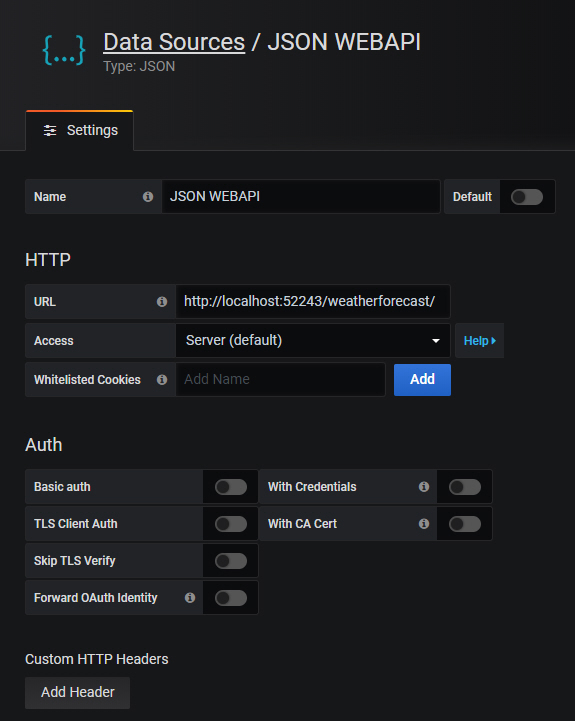 {...} Data Sources / JSON WEBAPI
Type: JSON
Settings
Name JSON WEBAPI Default
HTTP
URL http://localhost:52243/weatherforecast/
Access Server (default) Help
Whitelisted Cookies Add Name Add
Auth
Basic auth With Credentials
TLS Client Auth With CA Cert
Skip TLS Verify
Forward OAuth Identity
Custom HTTP Headers
Add Header